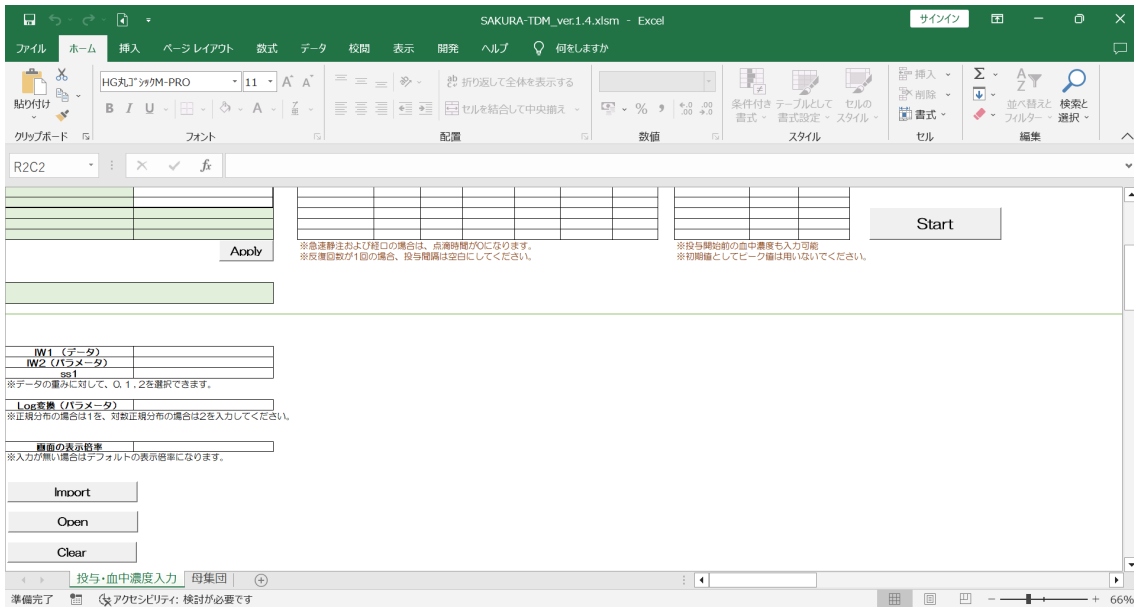 SAKURA-TDM_ver.1.4.xlsm - Excel
サインイン
ファイル ホーム 挿入 ページ レイアウト 数式 データ 校閲 表示 開発 ヘルプ 何をしますか
貼り付け
クリップボード
HG丸ｺﾞｼｯｸM-PRO 11
B I U
フォント
折り返して全体を表示する
セルを結合して中央揃え
配置
数値
条件付き書式
テーブルとして書式設定
セルのスタイル
スタイル
挿入
削除
書式
セル
並べ替えとフィルター
検索と選択
編集
R2C2
fx
Apply
※急速静注および経口の場合は、点滴時間が0になります。
※反復回数が1回の場合、投与間隔は空白にしてください。
※投与開始前の血中濃度も入力可能
※初期値としてピーク値は用いないでください。
Start
IW1 （データ）
IW2（パラメータ）
ss1
※データの重みに対して、0, 1 , 2を選択できます。
Log変換（パラメータ）
※正規分布の場合は1を、対数正規分布の場合は2を入力してください。
画面の表示倍率
※入力が無い場合はデフォルトの表示倍率になります。
Import
Open
Clear
投与・血中濃度入力 母集団
準備完了 アクセシビリティ: 検討が必要です
66%